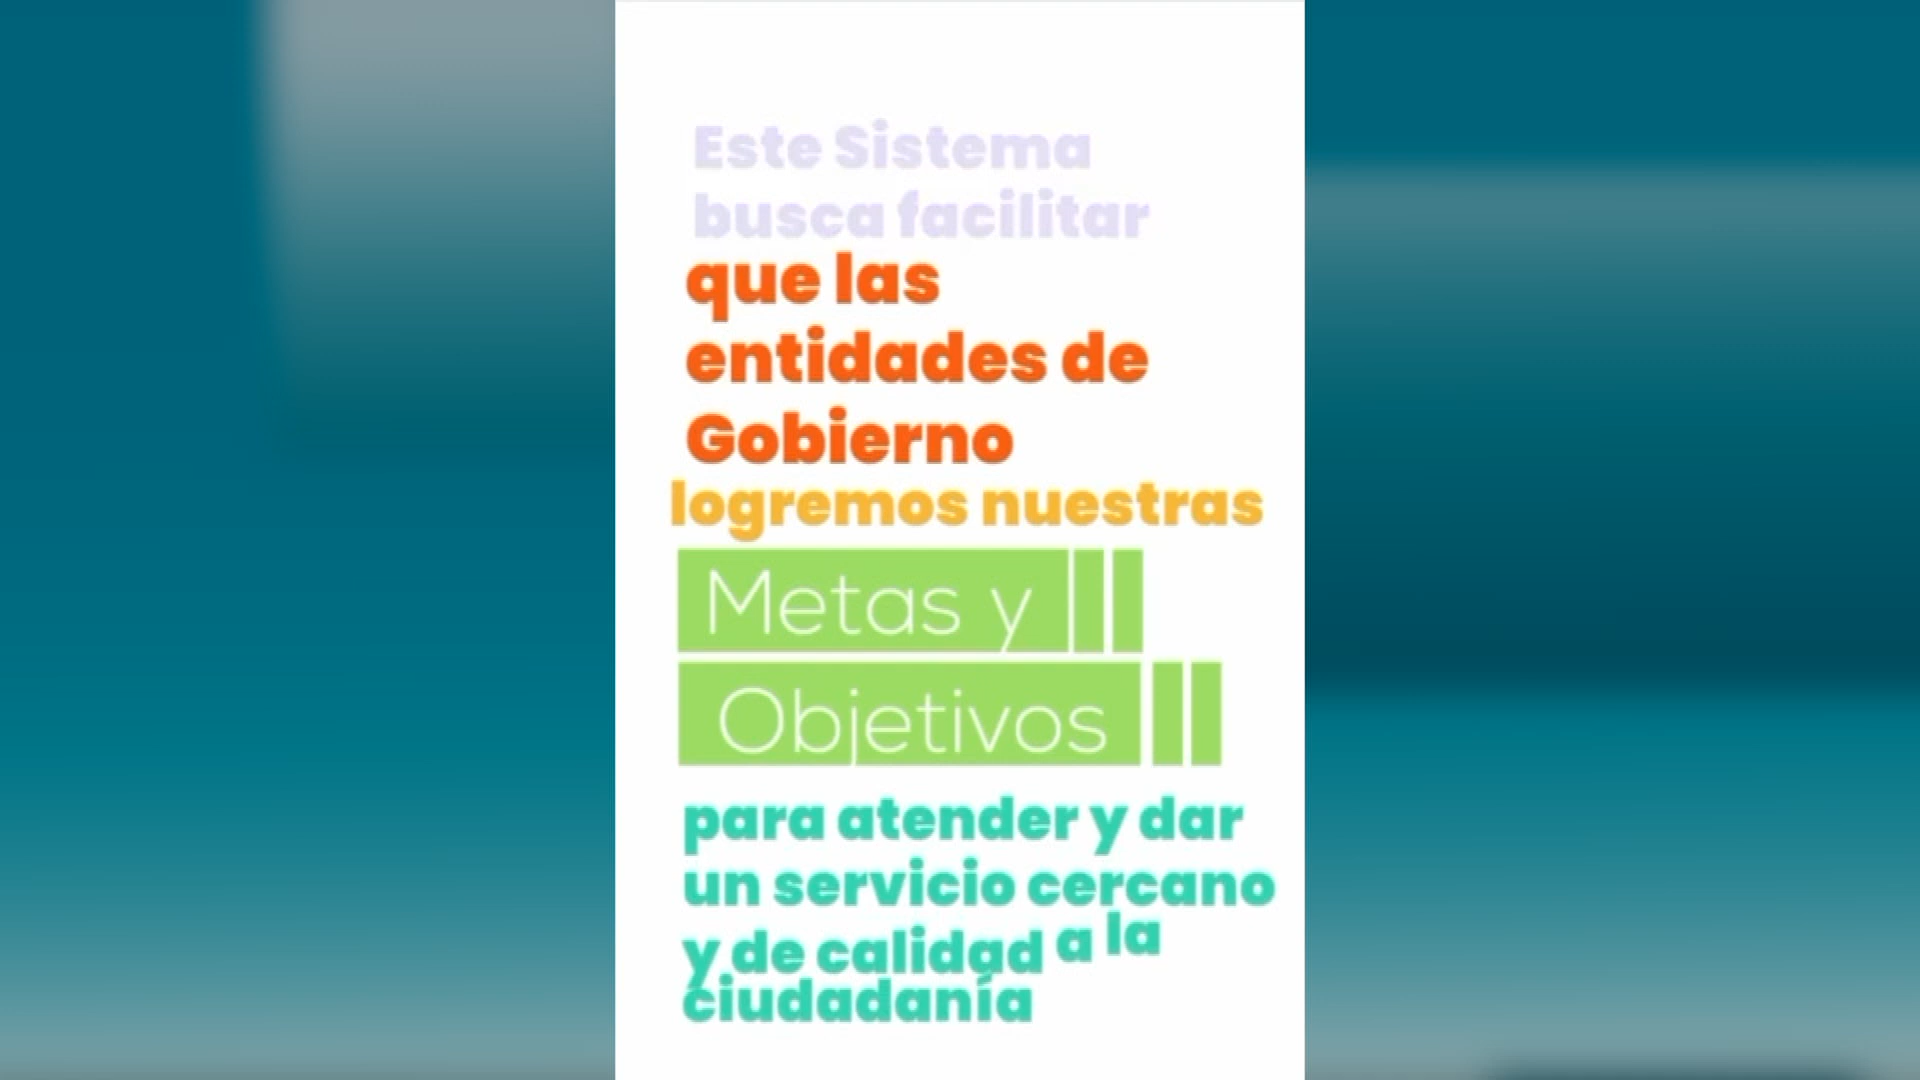 Este Sistema
busca facilitar
que las
entidades de
Gobierno
logremos nuestras
Metas y
Objetivos
para atender y dar
un servicio cercano
y de calidad a la
ciudadanía